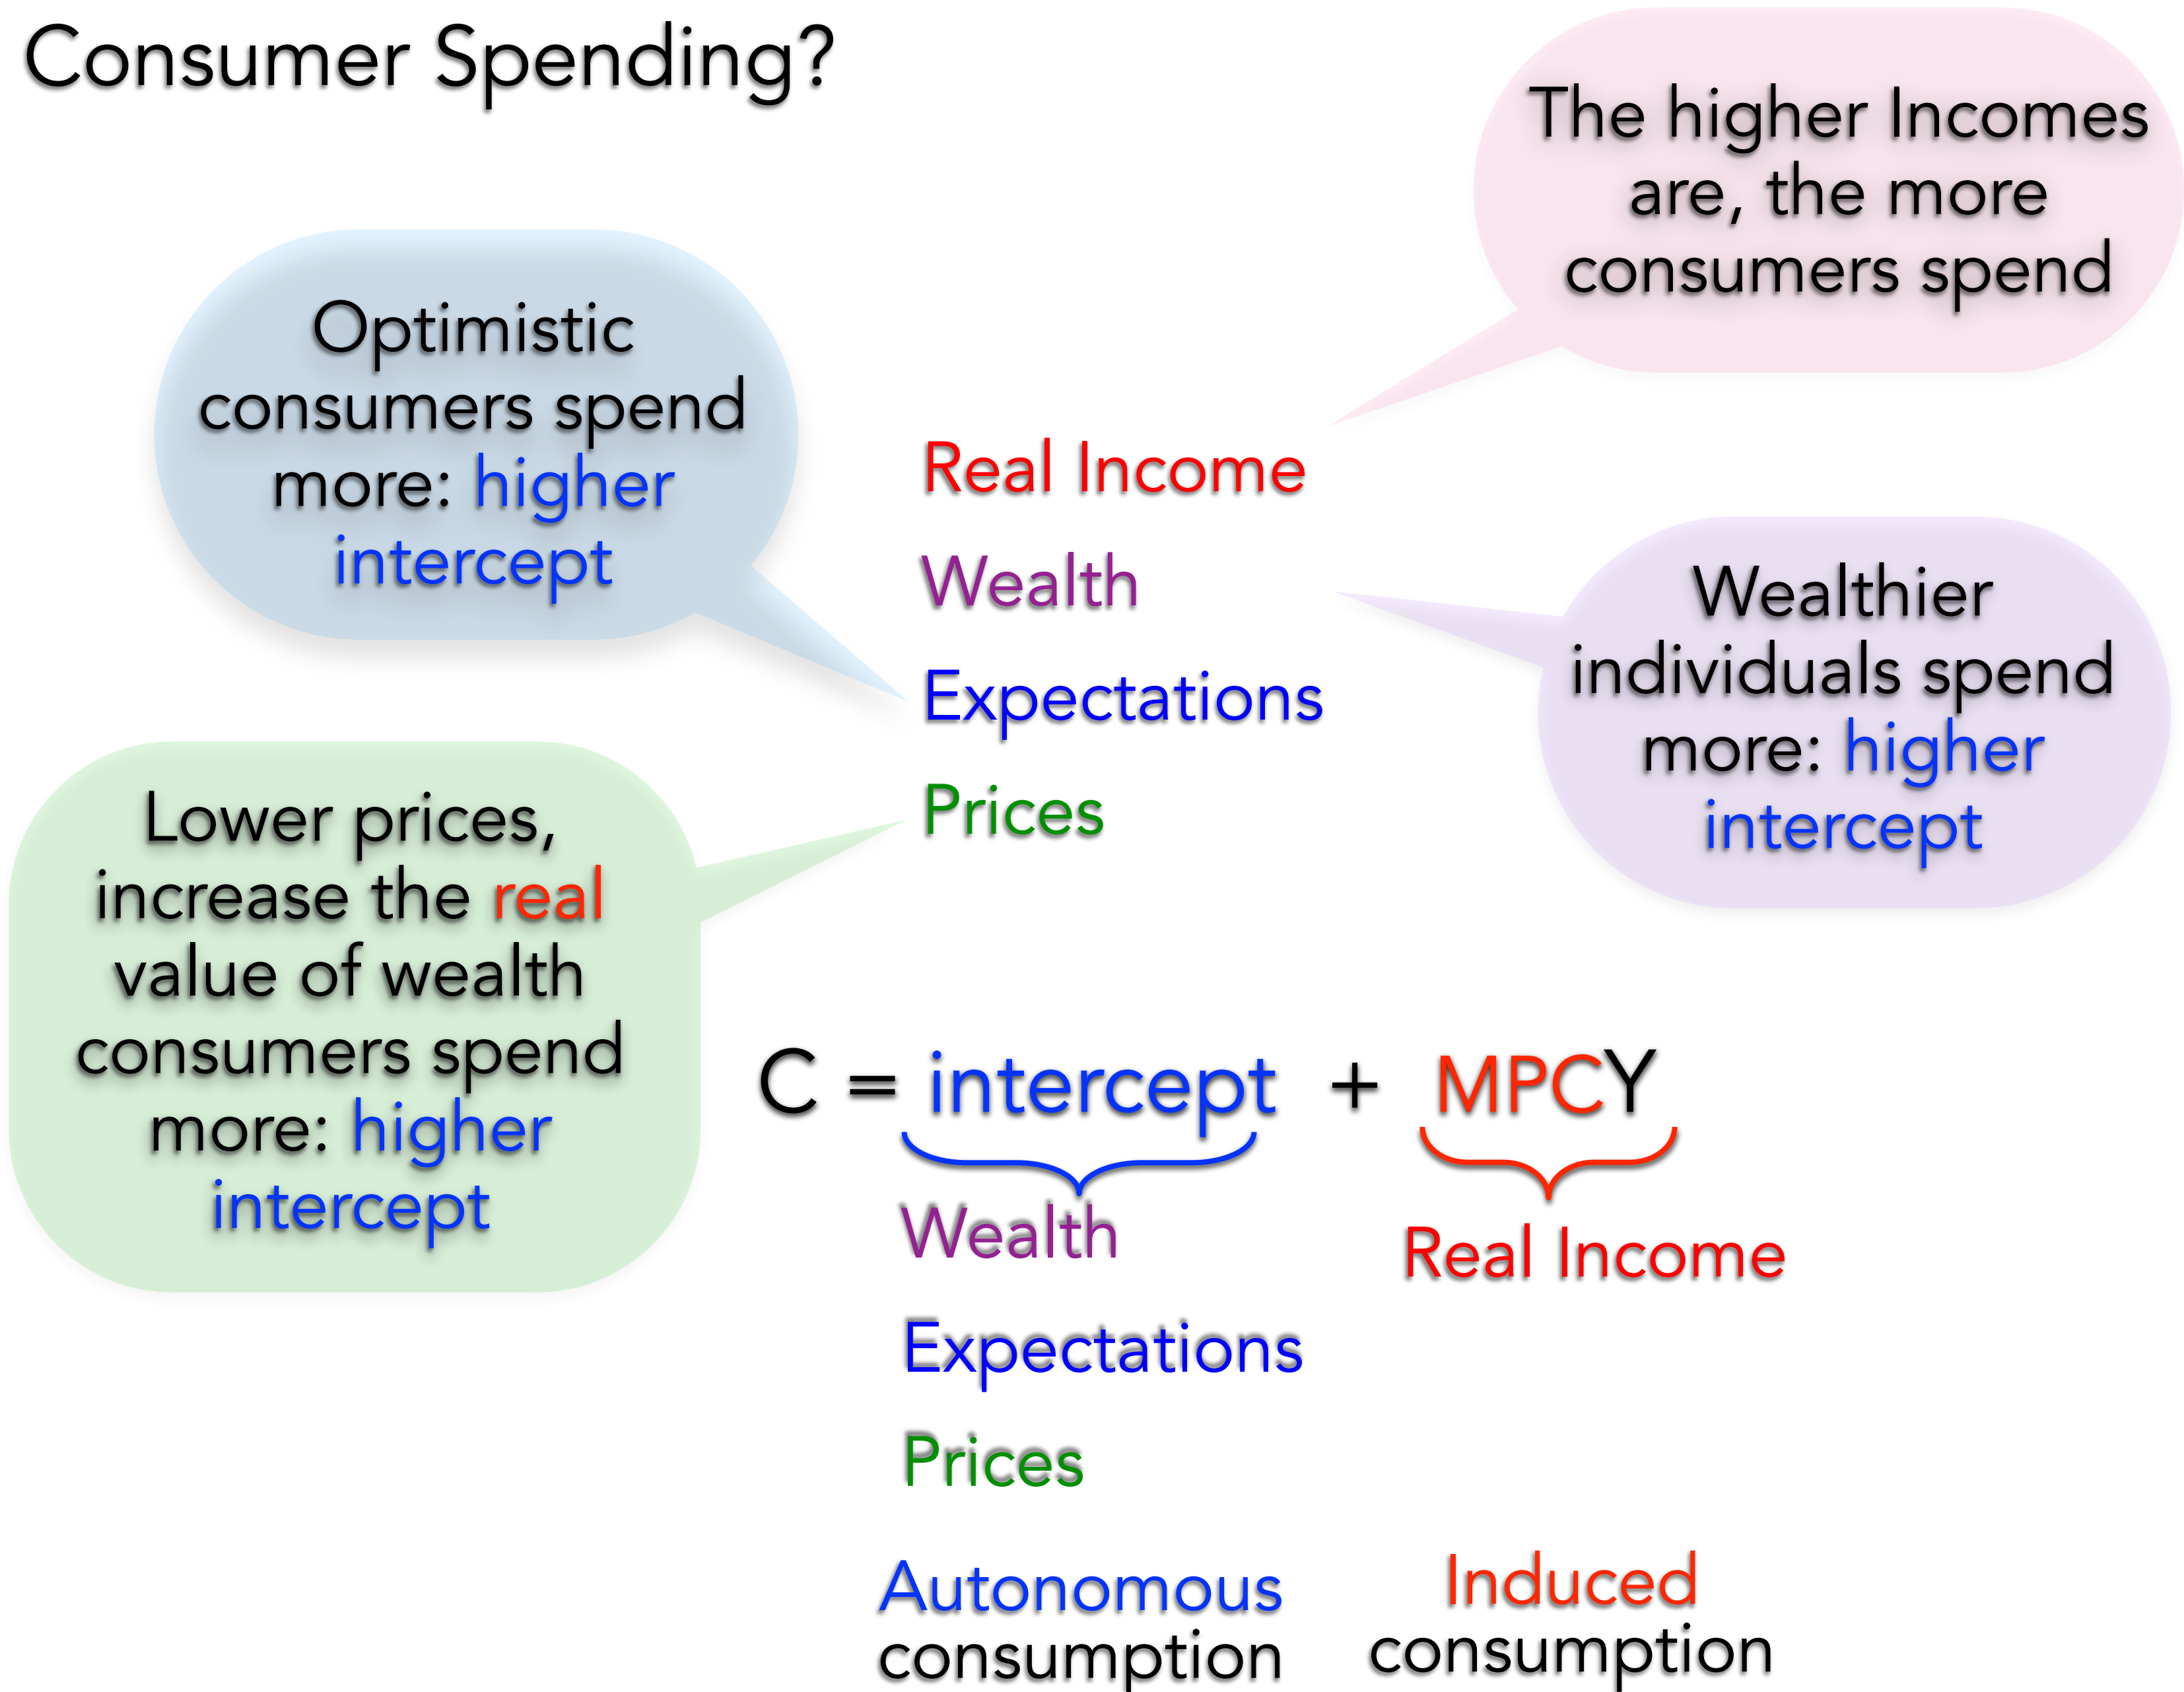 Consumer Spending?
The higher Incomes
are, the more
consumers spend
Optimistic
consumers spend
more: higher
intercept
Real Income
Wealth
Expectations
Prices
Wealthier
individuals spend
more: higher
intercept
Lower prices,
increase the real
value of wealth
consumers spend
more: higher
intercept
C = intercept + MPCY
Wealth
Expectations
Prices
Real Income
Autonomous
consumption
Induced
consumption